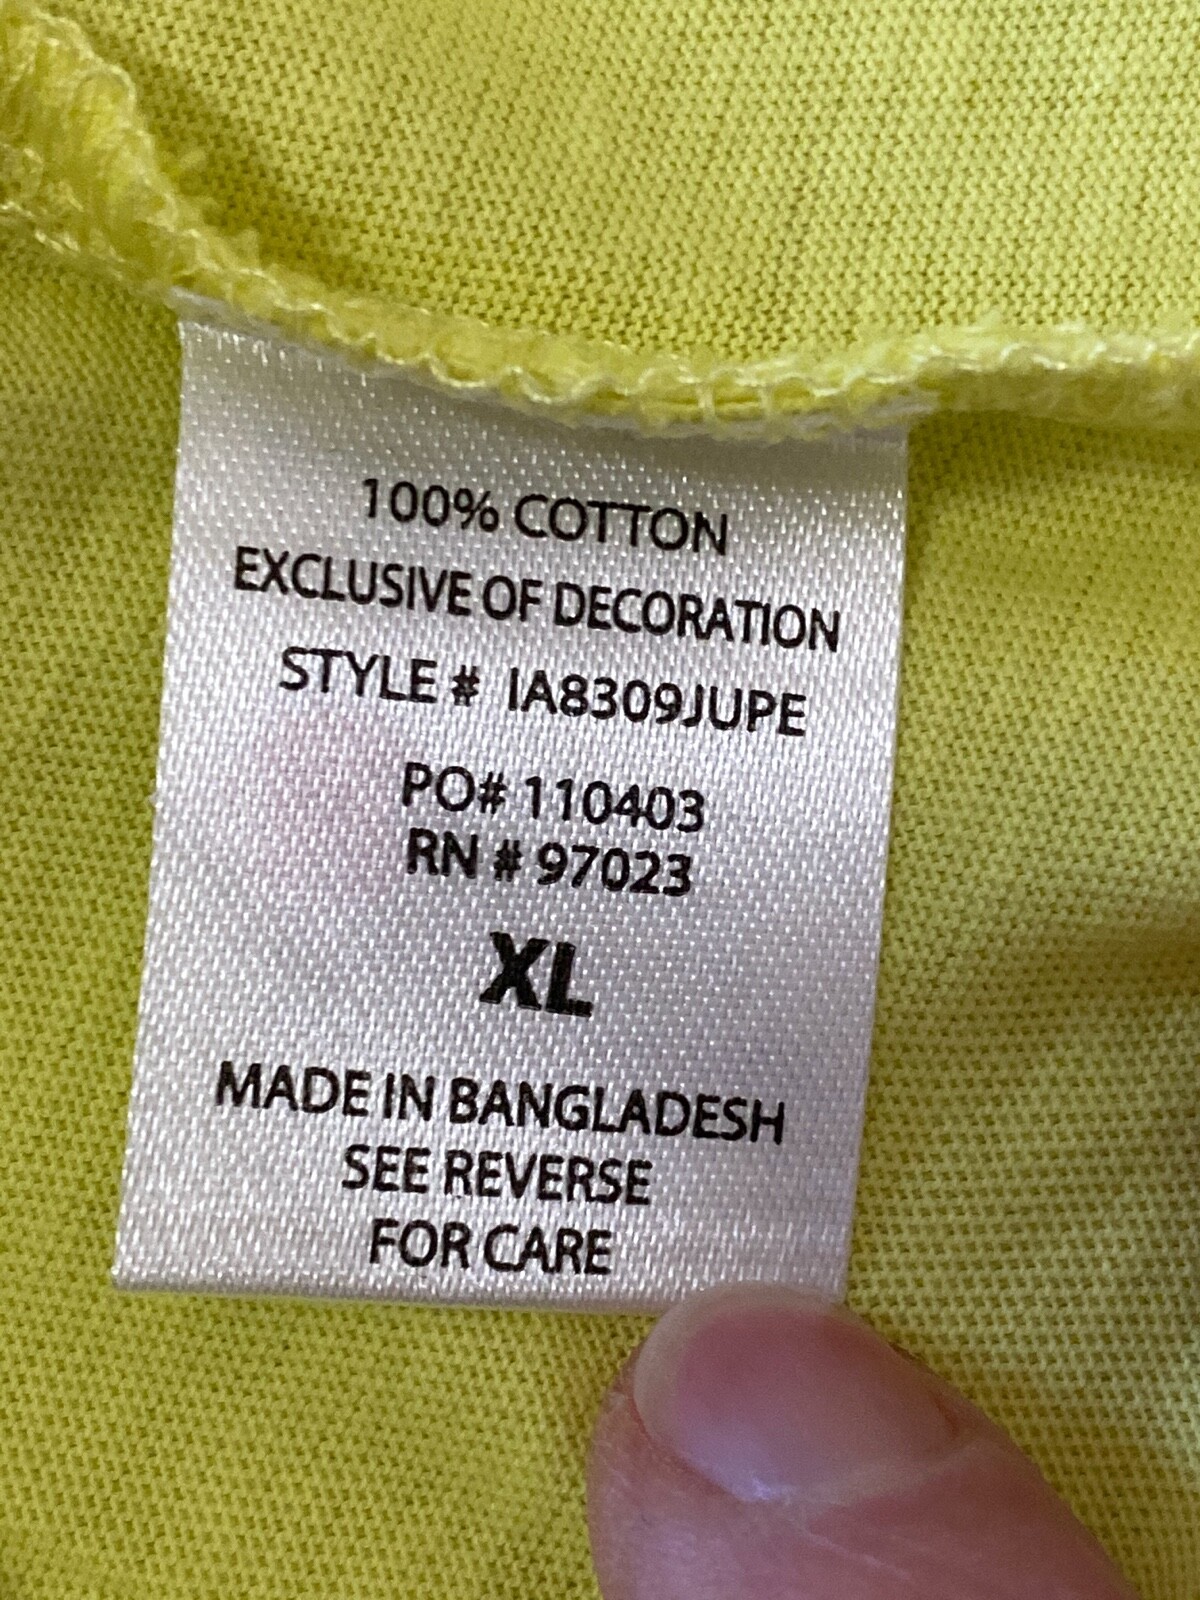 100% COTTON
EXCLUSIVE OF DECORATION
STYLE # IA8309JUPE
PO# 110403
RN # 97023
XL
MADE IN BANGLADESH
SEE REVERSE
FOR CARE